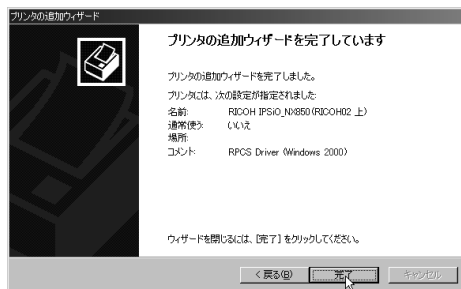 プリンタの追加ウィザード
プリンタの追加ウィザードを完了しています
プリンタの追加ウィザードを完了しました。
プリンタには、次の設定が指定されました:
名前: RICOH IPSiO_NX850 (RICOH02 上)
通常使う: いいえ
場所:
コメント: RPCS Driver (Windows 2000)
ウィザードを閉じるには、[完了] をクリックしてください。
< 戻る(B) 完了 キャンセル